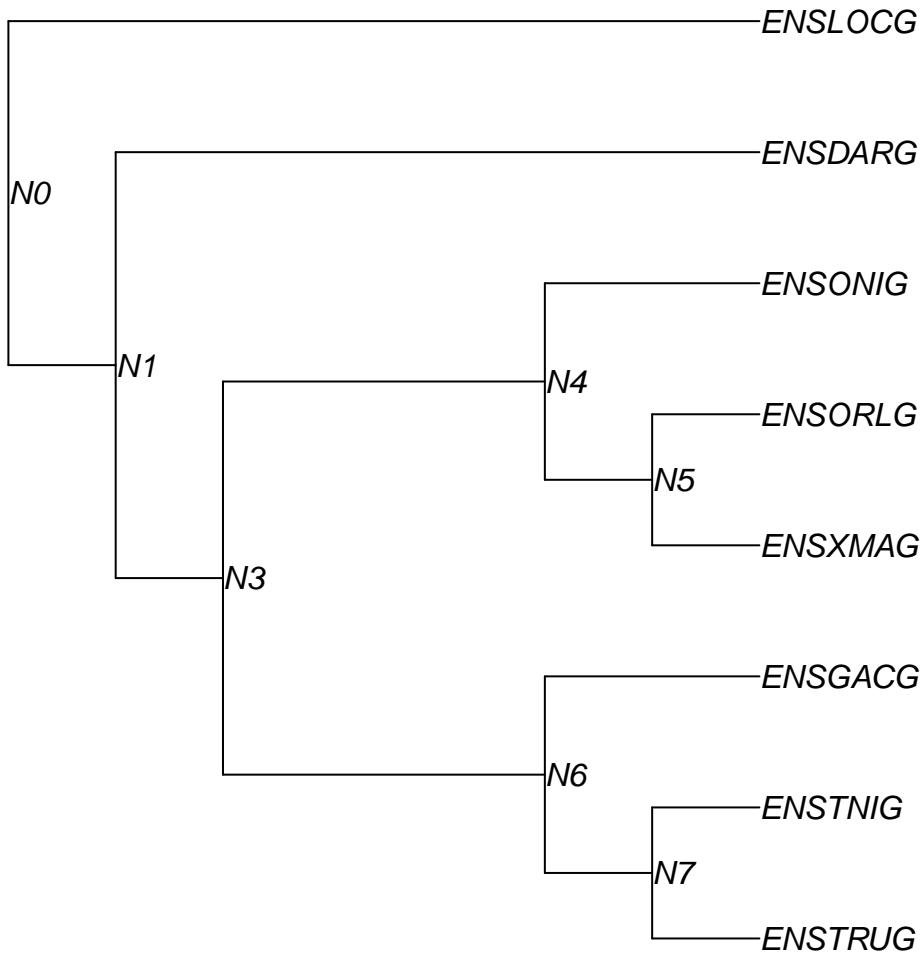 ENSLOCG
ENSDARG
N0
ENSONIG
N1
N4
ENSORLG
N5
ENSXMAG
N3
ENSGACG
N6
ENSTNIG
N7
ENSTRUG